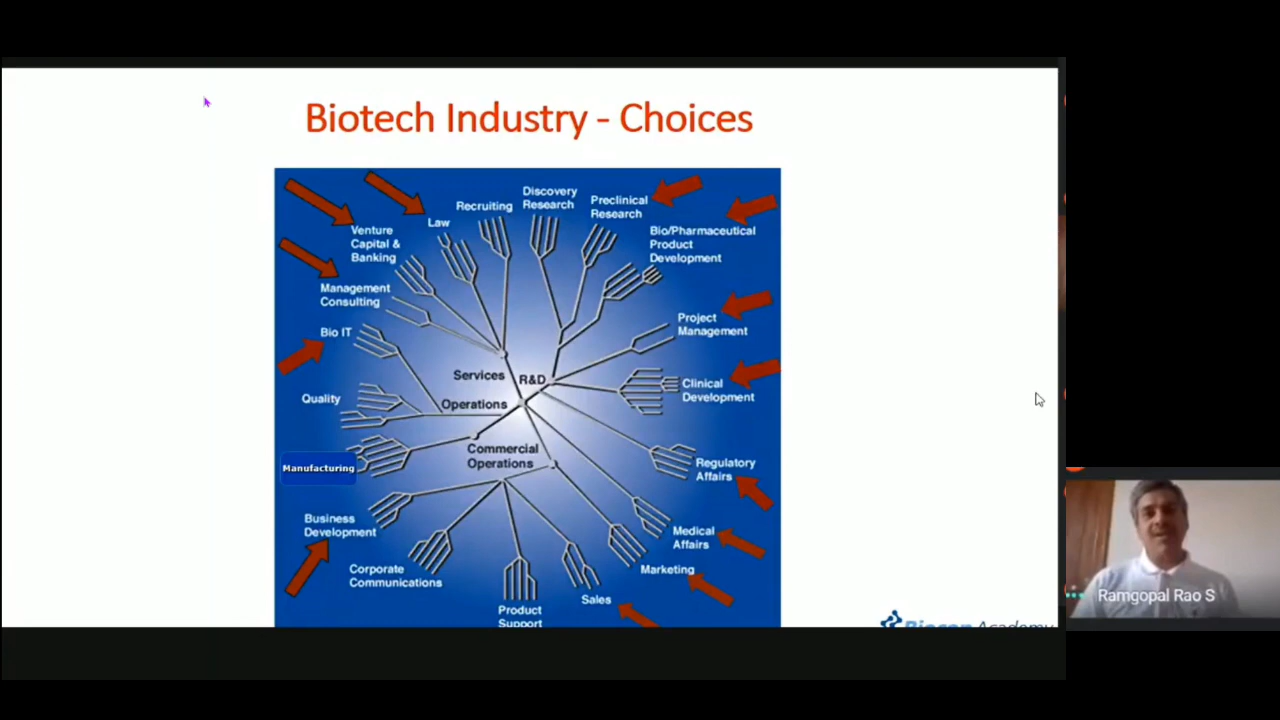 Biotech Industry - Choices
Discovery
Research
Preclinical
Research
Recruiting
Law
Bio/Pharmaceutical
Product
Development
Venture
Capital &
Banking
Management
Consulting
Project
Management
Bio IT
Services
R&D
Clinical
Development
Quality
Operations
Commercial
Operations
Manufacturing
Regulatory
Affairs
Business
Development
Medical
Affairs
Corporate
Communications
Marketing
Sales
Product
Support
Biocon Academy
Ramgopal Rao S